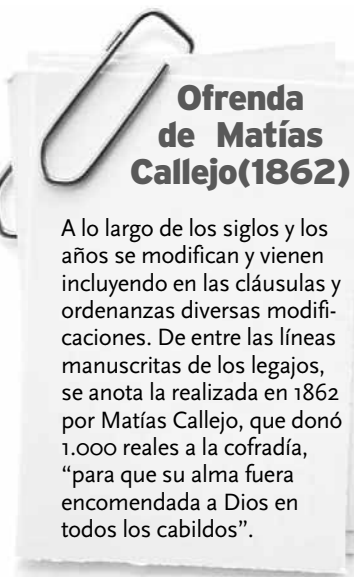 Ofrenda
de Matías
Callejo(1862)
A lo largo de los siglos y los
años se modifican y vienen
incluyendo en las cláusulas y
ordenanzas diversas modifi-
caciones. De entre las líneas
manuscritas de los legajos,
se anota la realizada en 1862
por Matías Callejo, que donó
1.000 reales a la cofradía,
“para que su alma fuera
encomendada a Dios en
todos los cabildos”.